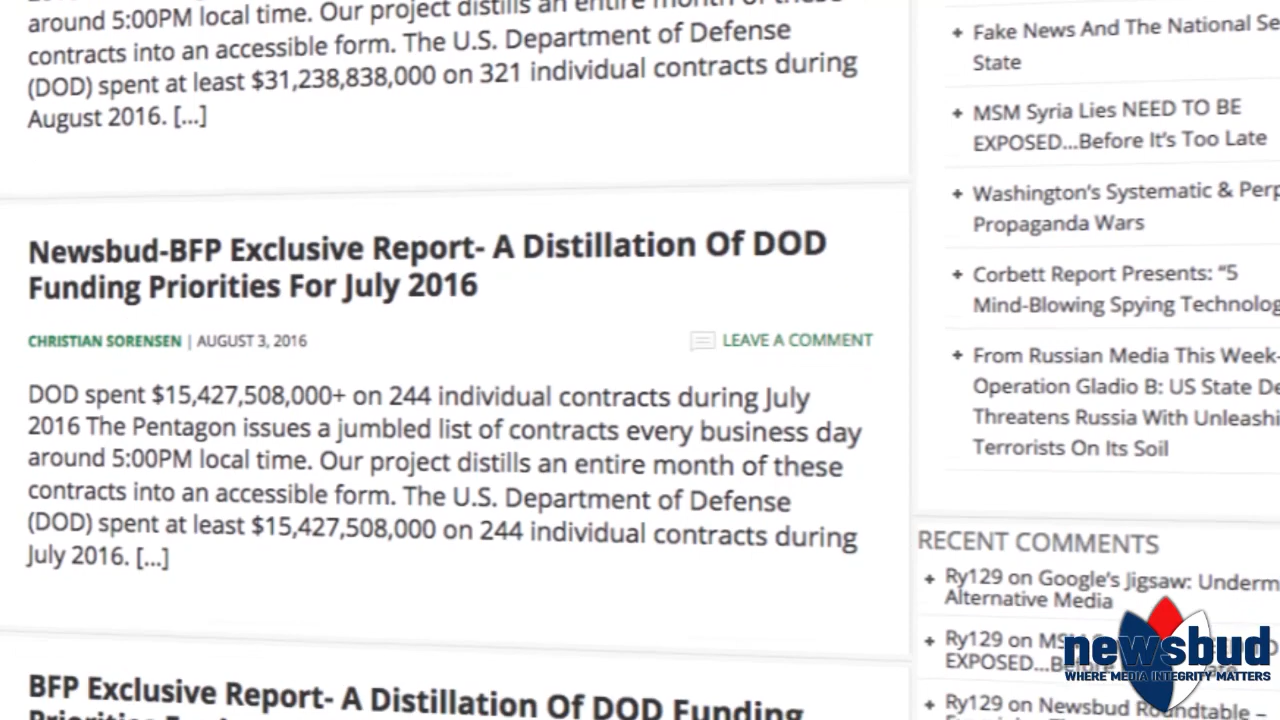 around 5:00PM local time. Our project distills an entire month of these
contracts into an accessible form. The U.S. Department of Defense
(DOD) spent at least $31,238,838,000 on 321 individual contracts during
August 2016. [...]
Newsbud-BFP Exclusive Report- A Distillation Of DOD
Funding Priorities For July 2016
CHRISTIAN SORENSEN | AUGUST 3, 2016
LEAVE A COMMENT
DOD spent $15,427,508,000+ on 244 individual contracts during July
2016 The Pentagon issues a jumbled list of contracts every business day
around 5:00PM local time. Our project distills an entire month of these
contracts into an accessible form. The U.S. Department of Defense
(DOD) spent at least $15,427,508,000 on 244 individual contracts during
July 2016. [...]
BFP Exclusive Report- A Distillation Of DOD Funding
Fake News And The National Se
State
MSM Syria Lies NEED TO BE
EXPOSED...Before It's Too Late
Washington's Systematic & Perp
Propaganda Wars
Corbett Report Presents: "5
Mind-Blowing Spying Technolog
From Russian Media This Week-
Operation Gladio B: US State De
Threatens Russia With Unleashi
Terrorists On Its Soil
RECENT COMMENTS
Ry129 on Google's Jigsaw: Underm
Alternative Media
Ry129 on MS
EXPOSED...Before
Ry129 on Newsbud Roundtable –
newsbud
WHERE MEDIA INTEGRITY MATTERS